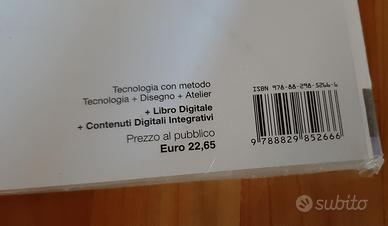 Tecnologia con metodo
Tecnologia + Disegno + Atelier
+ Libro Digitale
+ Contenuti Digitali Integrativi
Prezzo al pubblico
Euro 22,65
ISBN 978-88-298-5266-6
9 788829 852666
subito